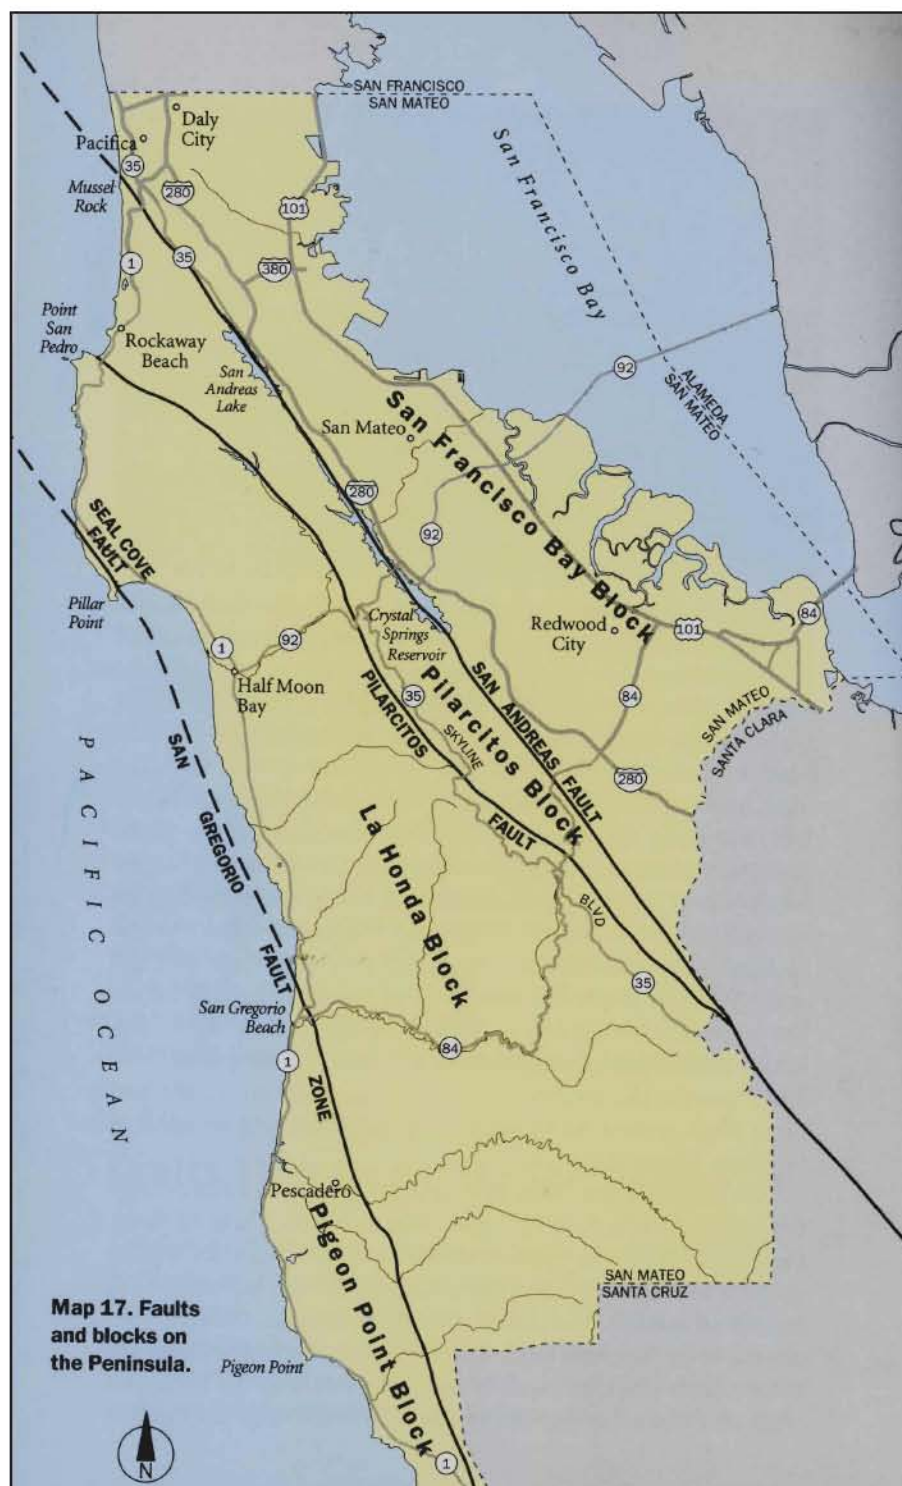 SAN FRANCISCO
SAN MATEO
Daly
City
Pacifica
35
Mussel
Rock
280
101
San Francisco Bay
1
35
380
Point
San
Pedro
Rockaway
Beach
San
Andreas
Lake
92
ALAMEDA
SAN MATEO
San Mateo
San Francisco Bay Block
280
92
SEAL COVE
FAULT
Pillar
Point
Crystal
Springs
Reservoir
Redwood
City
101
84
1
92
Half Moon
Bay
PILARCITOS
FAULT
35
SKYLINE
BLVD
Pilarcitos Block
SAN ANDREAS FAULT
84
SAN MATEO
SANTA CLARA
280
PACIFIC OCEAN
SAN GREGORIO FAULT ZONE
La Honda Block
San Gregorio
Beach
35
84
1
Pescadero
Pigeon Point Block
SAN MATEO
SANTA CRUZ
Map 17. Faults
and blocks on
the Peninsula.
Pigeon Point
N
1